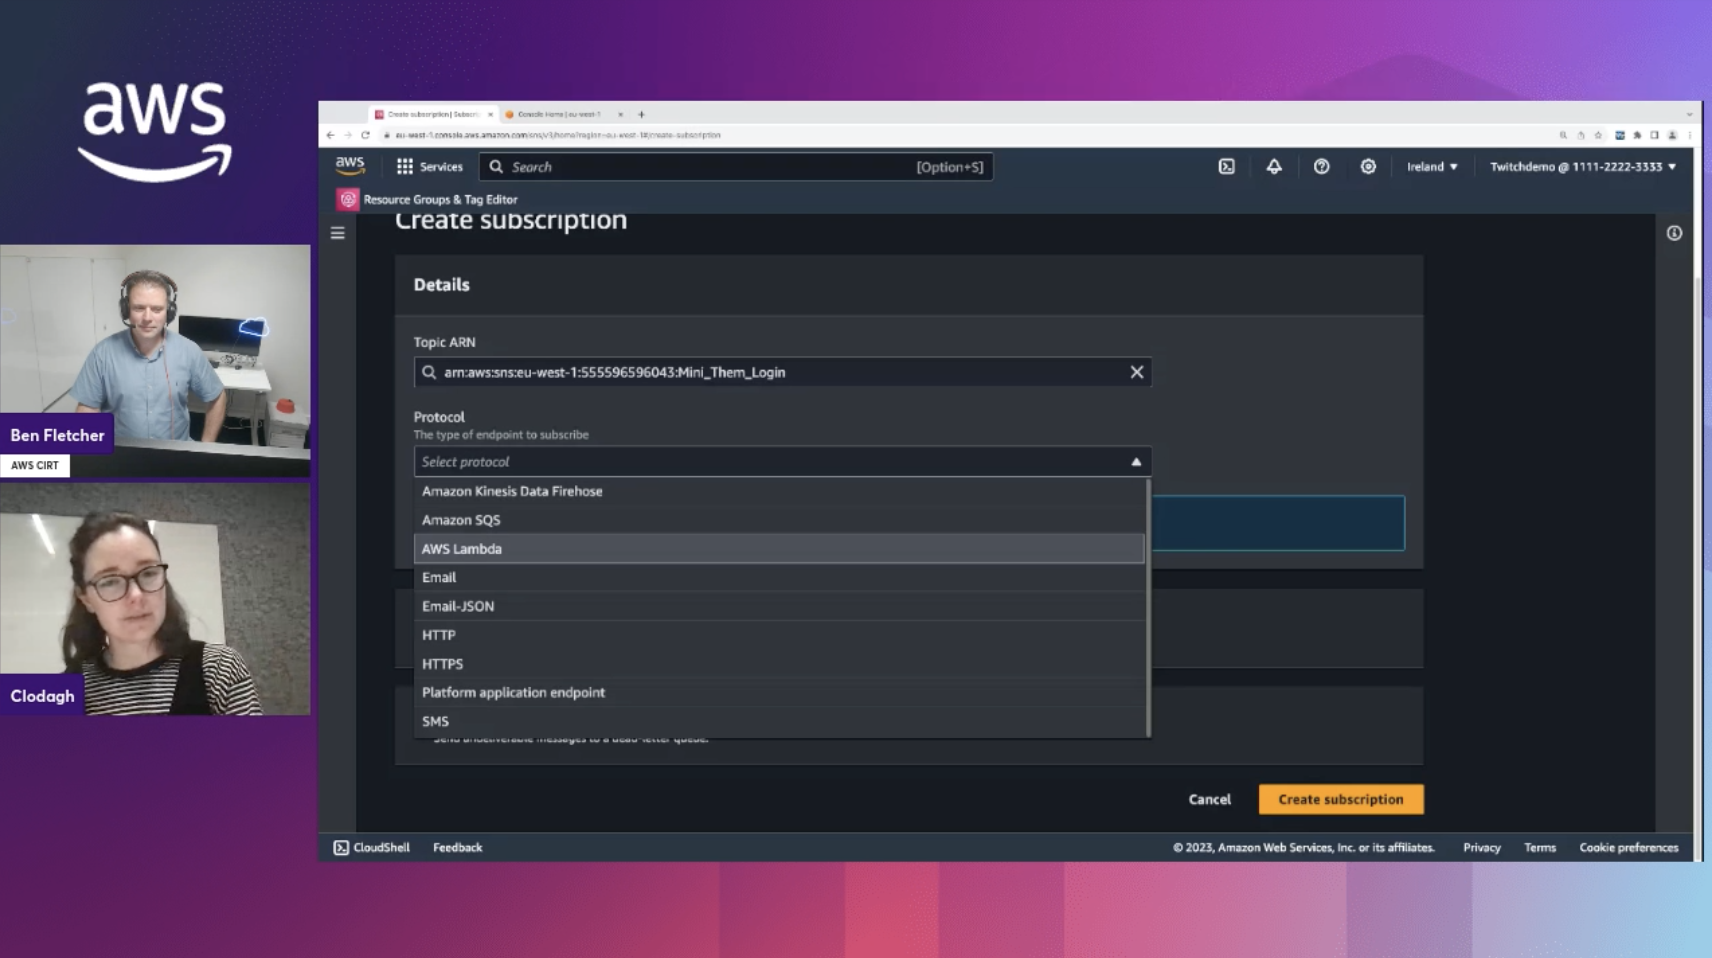 aws
Ben Fletcher
AWS CIRT
Clodagh
Create subscription | Subscri
Console Home | eu-west-1
eu-west-1.console.aws.amazon.com/sns/v3/home?region=eu-west-1#/create-subscription
aws
Services
Search
[Option+S]
Ireland
Twitchdemo @ 1111-2222-3333
Resource Groups & Tag Editor
Create subscription
Details
Topic ARN
arn:aws:sns:eu-west-1:555596596043:Mini_Them_Login
Protocol
The type of endpoint to subscribe
Select protocol
Amazon Kinesis Data Firehose
Amazon SQS
AWS Lambda
Email
Email-JSON
HTTP
HTTPS
Platform application endpoint
SMS
Send undeliverable messages to a dead-letter queue.
Cancel
Create subscription
CloudShell
Feedback
© 2023, Amazon Web Services, Inc. or its affiliates.
Privacy
Terms
Cookie preferences